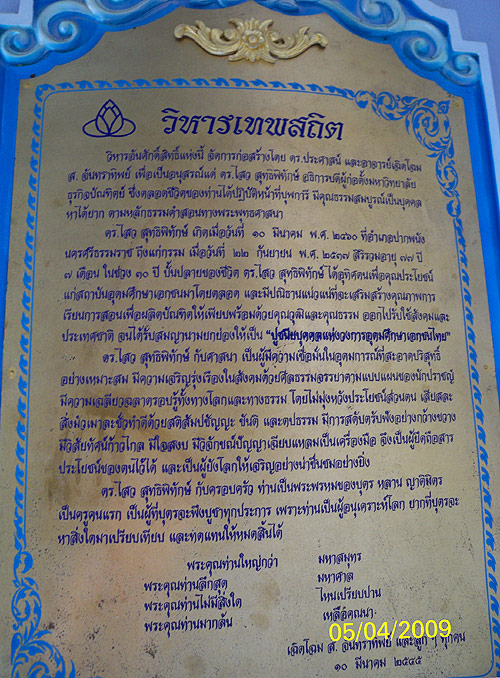 วิหารเทพสถิต
วิหารอันศักดิ์สิทธิ์แห่งนี้ จัดการก่อสร้างโดย ดร.ประศาสน์ และอาจารย์เฉิดโฉม
ส. จันทราทิพย์ เพื่อเป็นอนุสรณ์แด่ ดร.ไสว สุทธิพิทักษ์ อธิการบดีผู้ก่อตั้งมหาวิทยาลัย
ธุรกิจบัณฑิตย์ ซึ่งตลอดชีวิตของท่านได้ปฏิบัติหน้าที่บุพการี มีคุณธรรมสมบูรณ์เป็นบุคคล
หาได้ยาก ตามหลักธรรมคำสอนทางพระพุทธศาสนา
ดร.ไสว สุทธิพิทักษ์ เกิดเมื่อวันที่ ๑๐ มีนาคม พ.ศ. ๒๔๖๐ ที่อำเภอปากพนัง
นครศรีธรรมราช ถึงแก่กรรม เมื่อวันที่ ๒๒ กันยายน พ.ศ. ๒๕๓๗ สิริรวมอายุ ๗๗ ปี
๗ เดือน ในช่วง ๓๐ ปี บั้นปลายของชีวิต ดร.ไสว สุทธิพิทักษ์ ได้อุทิศตนเพื่อคุณประโยชน์
แก่สถาบันอุดมศึกษาเอกชนมาโดยตลอด และมีปณิธานแน่วแน่ที่จะเสริมสร้างคุณภาพการ
เรียนการสอนเพื่อผลิตบัณฑิตให้เพียบพร้อมด้วยคุณวุฒิและคุณธรรม ออกไปรับใช้สังคมและ
ประเทศชาติ จนได้รับสมญานามยกย่องให้เป็น "ปูชนียบุคคลแห่งวงการอุดมศึกษาเอกชนไทย"
ดร.ไสว สุทธิพิทักษ์ กับศาสนา เป็นผู้มีความเชื่อมั่นในอุดมการณ์ที่สะอาดบริสุทธิ์
อย่างเหมาะสม มีความเจริญรุ่งเรืองในสังคมด้วยศีลธรรมจรรยาตามแบบแผนของนักปราชญ์
มีความเฉลียวฉลาดรอบรู้ทั้งทางโลกและทางธรรม โดยไม่มุ่งหวังประโยชน์ส่วนตน เสียสละ
สิ่งมัวเมาละชั่วทำดีด้วยสติสัมปชัญญะ ขันติ และตปธรรม มีการสดับตรับฟังอย่างกว้างขวาง
มีวิสัยทัศน์ก้าวไกล มีใจสงบ มีวิจักขณ์ปัญญาเฉียบแหลมเป็นเครื่องมือ จึงเป็นผู้ยึดถือสาร
ประโยชน์ของตนไว้ได้ และเป็นผู้ยังโลกให้เจริญอย่างน่าชื่นชมอย่างยิ่ง
ดร.ไสว สุทธิพิทักษ์ กับครอบครัว ท่านเป็นพระพรหมของบุตร หลาน ญาติมิตร
เป็นครูคนแรก เป็นผู้ที่บุตรจะพึงบูชาทุกประการ เพราะท่านเป็นผู้อนุเคราะห์โลก ยากที่บุตรจะ
หาสิ่งใดมาเปรียบเทียบ และทดแทนให้หมดสิ้นได้
พระคุณท่านใหญ่กว่า มหาสมุทร
พระคุณท่านลึกสุด มหาศาล
พระคุณท่านไม่มีสิ่งใด ไหนเปรียบปาน
พระคุณท่านมากล้น เหลือคณนา
05/04/2009
เฉิดโฉม ส. จันทราทิพย์ และลูก ๆ ทุกคน
๑๐ มีนาคม ๒๕๔๕